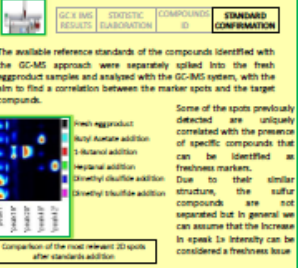 GC X IMS RESULTS
STATISTIC ELABORATION
COMPOUNDS ID
STANDARD CONFIRMATION
The available reference standards of the compounds identified with
the GC-MS approach were separately spiked into the fresh
eggproduct samples and analyzed with the GC-IMS system, with the
aim to find a correlation between the marker spots and the target
compunds.
Fresh eggproduct
Butyl Acetate addition
1-Butanol addition
Heptanal addition
Dimethyl disulfide addition
Dimethyl trisulfide addition
Comparison of the most relevant 2D spots
after standards addition
Some of the spots previously
detected are uniquely
correlated with the presence
of specific compounds that
can be identified as
freshness markers.
Due to their similar
structure, the sulfur
compounds are not
separated but in general we
can assume that the increase
in speak 1s intensity can be
considered a freshness issue